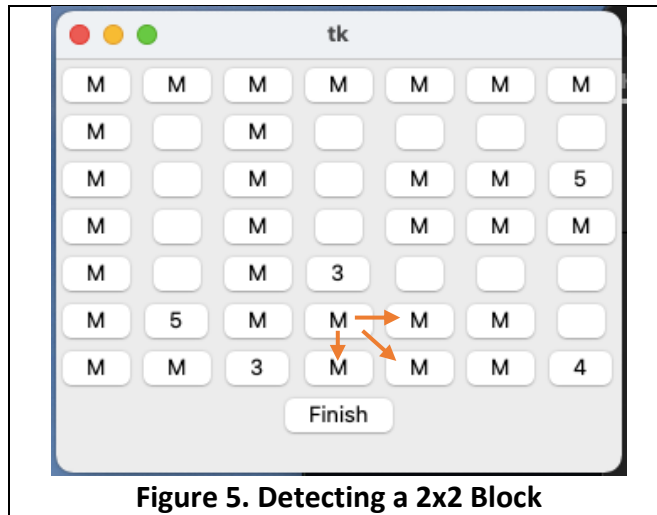 tk
M M M M M M M
M M
M M M M 5
M M M M M
M M 3
M 5 M M M M
M M 3 M M M 4
Finish
Figure 5. Detecting a 2x2 Block